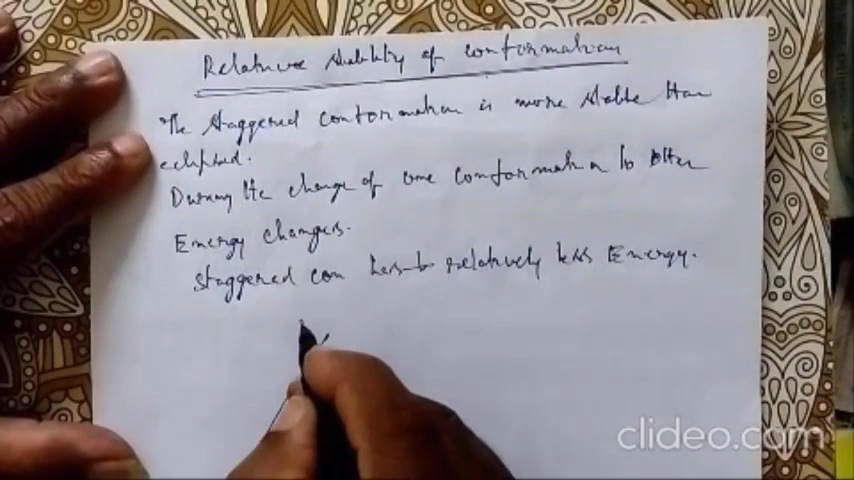 Relative stability of conformation
The staggered conformation is more stable than
eclipsed.
During the change of one conformation to other
Energy changes.
staggered con has relatively less Energy.
clideo.com